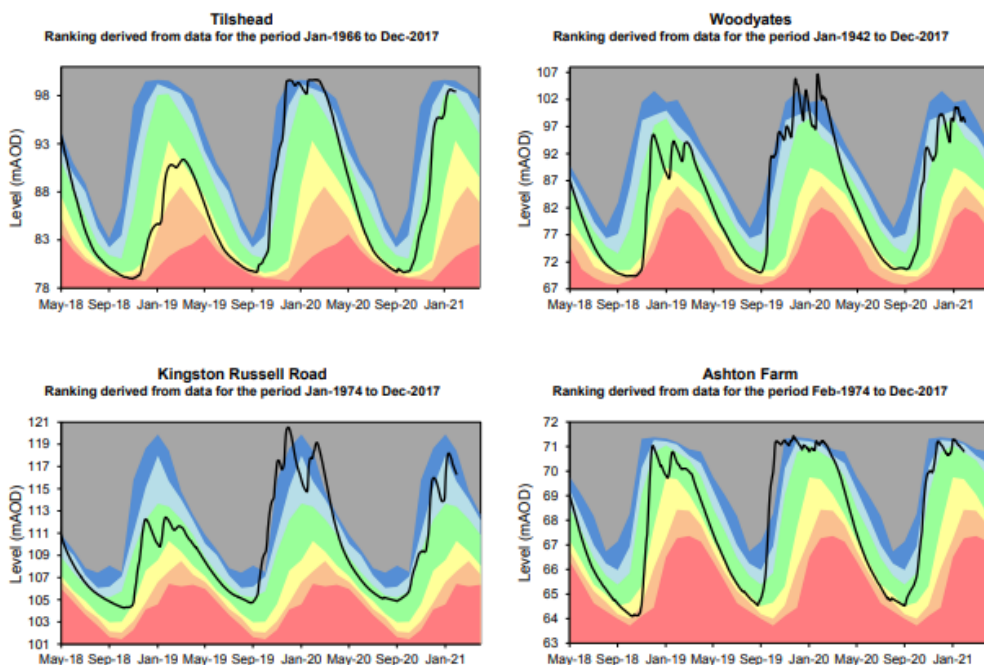 Tilshead
Ranking derived from data for the period Jan-1966 to Dec-2017
Level (mAOD)
98
93
88
83
78
May-18 Sep-18 Jan-19 May-19 Sep-19 Jan-20 May-20 Sep-20 Jan-21
Woodyates
Ranking derived from data for the period Jan-1942 to Dec-2017
Level (mAOD)
107
102
97
92
87
82
77
72
67
May-18 Sep-18 Jan-19 May-19 Sep-19 Jan-20 May-20 Sep-20 Jan-21
Kingston Russell Road
Ranking derived from data for the period Jan-1974 to Dec-2017
Level (mAOD)
121
119
117
115
113
111
109
107
105
103
101
May-18 Sep-18 Jan-19 May-19 Sep-19 Jan-20 May-20 Sep-20 Jan-21
Ashton Farm
Ranking derived from data for the period Feb-1974 to Dec-2017
Level (mAOD)
72
71
70
69
68
67
66
65
64
63
May-18 Sep-18 Jan-19 May-19 Sep-19 Jan-20 May-20 Sep-20 Jan-21